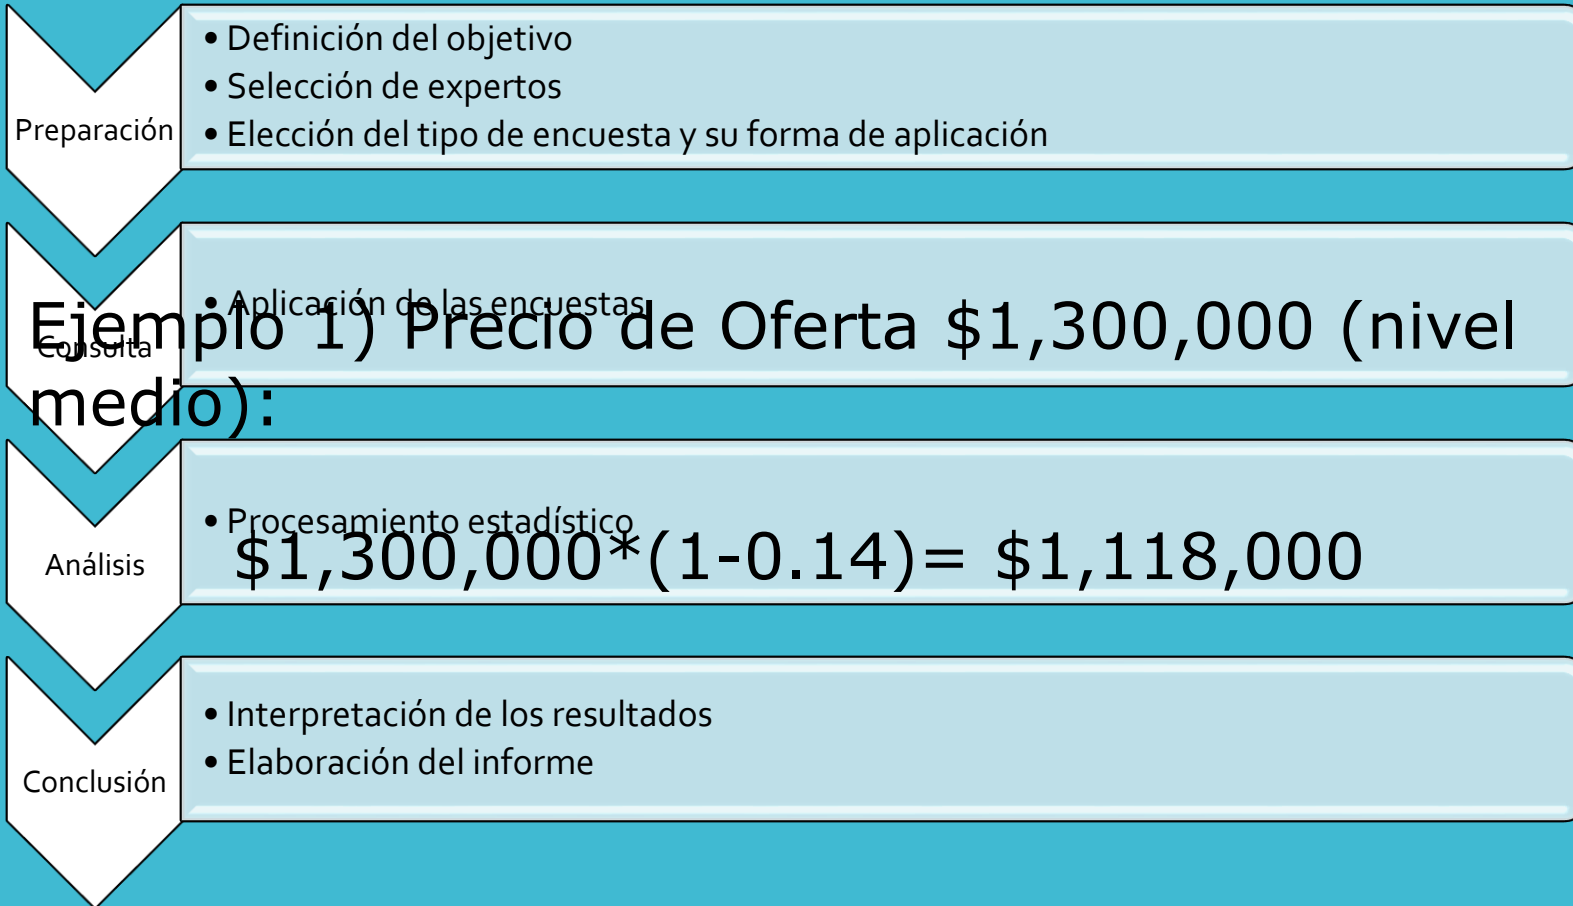 • Definición del objetivo
• Selección de expertos
Preparación
• Elección del tipo de encuesta y su forma de aplicación
• Aplicación de las encuestas
Consulta
Ejemplo 1) Precio de Oferta $1,300,000 (nivel
medio):
• Procesamiento estadístico
Análisis
$1,300,000*(1-0.14)= $1,118,000
• Interpretación de los resultados
• Elaboración del informe
Conclusión